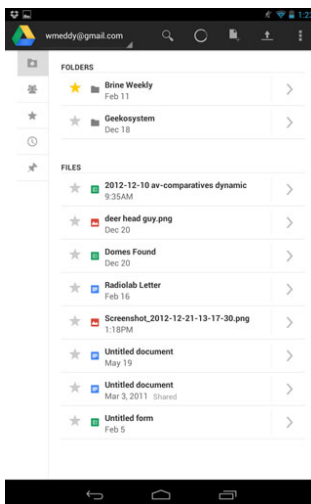 1:23
wmeddy@gmail.com
FOLDERS
Brine Weekly
Feb 11
Geekosystem
Dec 18
FILES
2012-12-10 av-comparatives dynamic
9:35AM
deer head guy.png
Dec 20
Domes Found
Dec 20
Radiolab Letter
Feb 16
Screenshot_2012-12-21-13-17-30.png
1:18PM
Untitled document
May 19
Untitled document
Mar 3, 2011 Shared
Untitled form
Feb 5